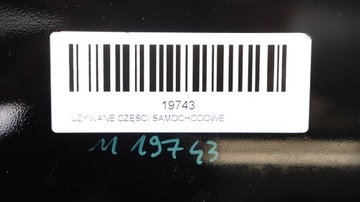 19743
UŻYWANE CZĘŚCI SAMOCHODOWE
M 19743